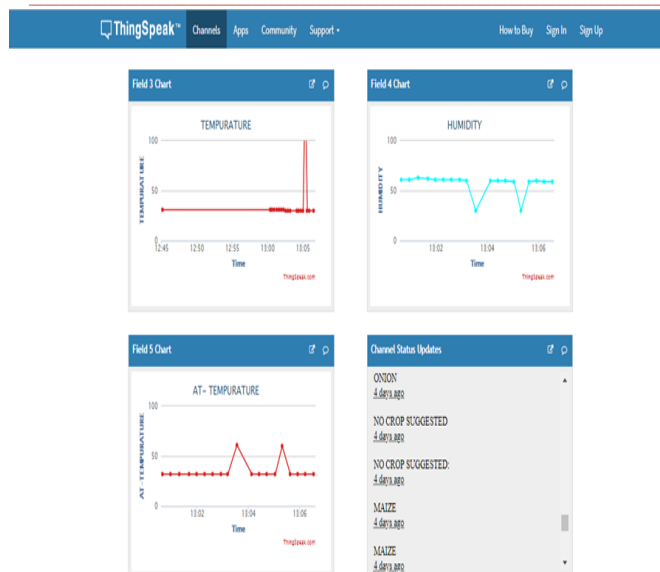 ThingSpeak™ Channels Apps Community Support How to Buy Sign In Sign Up
Field 3 Chart
TEMPURATURE
TEMPURATURE
100
50
0
12:45 12:50 12:55 13:00 13:05
Time
ThingSpeak.com
Field 4 Chart
HUMIDITY
HUMIDITY
100
50
0
13:02 13:04 13:06
Time
ThingSpeak.com
Field 5 Chart
AT- TEMPURATURE
AT-TEMPURATURE
100
50
0
13:02 13:04 13:06
Time
ThingSpeak.com
Channel Status Updates
ONION
4 days ago
NO CROP SUGGESTED
4 days ago
NO CROP SUGGESTED:
4 days ago
MAIZE
4 days ago
MAIZE
4 days ago